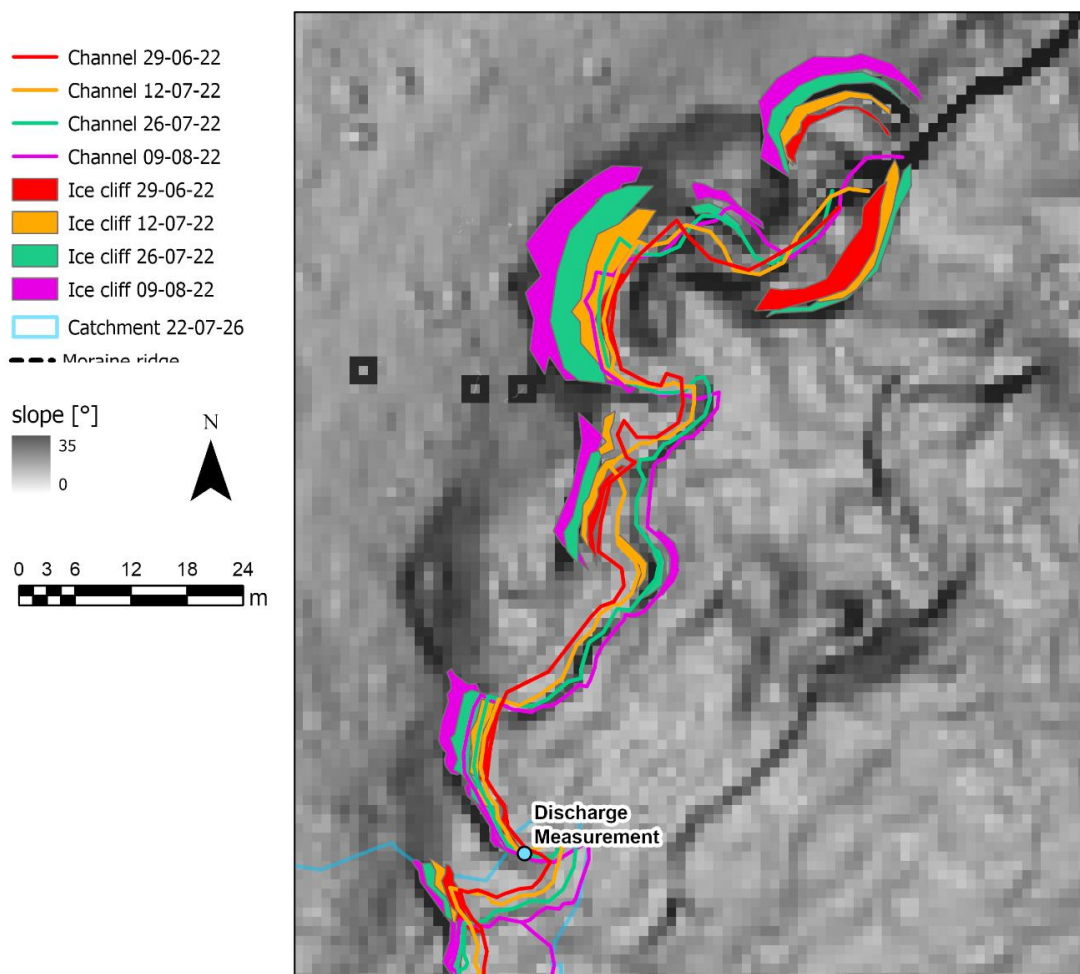 Channel 29-06-22
Channel 12-07-22
Channel 26-07-22
Channel 09-08-22
Ice cliff 29-06-22
Ice cliff 12-07-22
Ice cliff 26-07-22
Ice cliff 09-08-22
Catchment 22-07-26
Moraine ridge
slope [°]
35
0
N
0 3 6 12 18 24
m
Discharge
Measurement